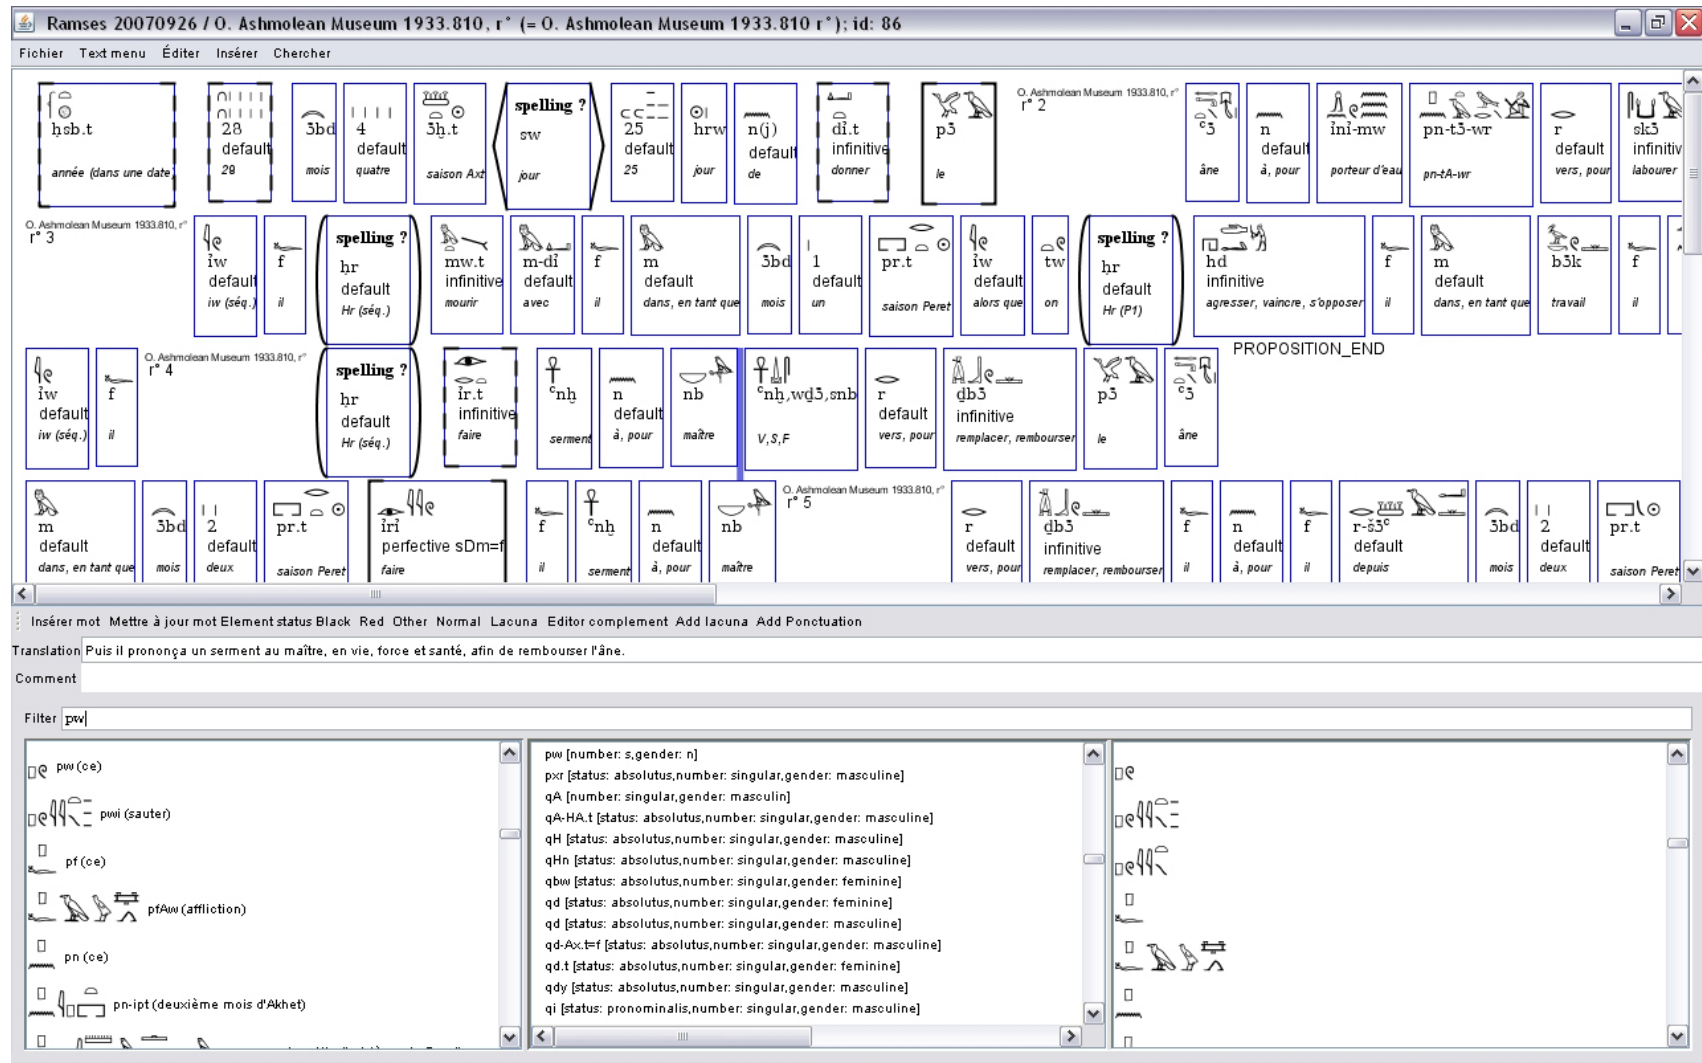 Ramses 20070926 / O. Ashmolean Museum 1933.810, r° (= O. Ashmolean Museum 1933.810 r°); id: 86
Fichier Text menu Éditer Insérer Chercher
ḥsb.t 28 default 3bd 4 default 3ḫ.t spelling ? sw 25 default hrw n(j) default dỉ.t infinitive p3
année (dans une date 28 mois quatre saison Axt jour 25 jour de donner le
O. Ashmolean Museum 1933.810, r°
r° 2
ꜥ3 n default ỉnỉ-mw pn-t3-wr r default sk3 infinitiv
âne à, pour porteur d'eau pn-tA-wr vers, pour labourer
O. Ashmolean Museum 1933.810, r°
r° 3
ỉw default f spelling ? ḥr default mw.t infinitive m-dỉ default f m default 3bd 1 default pr.t ỉw default tw spelling ? ḥr default hd infinitive f m default b3k f
iw (séq.) il Hr (séq.) mourir avec il dans, en tant que mois un saison Peret alors que on Hr (P1) agresser, vaincre, s'opposer il dans, en tant que travail il
ỉw default f
iw (séq.) il
O. Ashmolean Museum 1933.810, r°
r° 4
spelling ? ḥr default ỉr.t infinitive ꜥnḫ n default nb ꜥnḫ,wḏ3,snb r default ḏb3 infinitive p3 ꜥ3
Hr (séq.) faire serment à, pour maître V,S,F vers, pour remplacer, rembourser le âne
PROPOSITION_END
m default 3bd 2 default pr.t ỉrỉ perfective sDm=f f ꜥnḫ n default nb
dans, en tant que mois deux saison Peret faire il serment à, pour maître
O. Ashmolean Museum 1933.810, r°
r° 5
r default ḏb3 infinitive f n default f r-š3ꜥ default 3bd 2 default pr.t
vers, pour remplacer, rembourser il à, pour il depuis mois deux saison Peret
Insérer mot Mettre à jour mot Element status Black Red Other Normal Lacuna Editor complement Add lacuna Add Ponctuation
Translation Puis il prononça un serment au maître, en vie, force et santé, afin de rembourser l'âne.
Comment
Filter pw
pw (ce)
pwi (sauter)
pf (ce)
pfAw (affliction)
pn (ce)
pn-ipt (deuxième mois d'Akhet)
pw [number: s,gender: n]
pxr [status: absolutus,number: singular,gender: masculine]
qA [number: singular,gender: masculin]
qA-HA.t [status: absolutus,number: singular,gender: masculine]
qH [status: absolutus,number: singular,gender: masculine]
qHn [status: absolutus,number: singular,gender: masculine]
qbw [status: absolutus,number: singular,gender: feminine]
qd [status: absolutus,number: singular,gender: feminine]
qd [status: absolutus,number: singular,gender: masculine]
qd-Ax.t=f [status: absolutus,number: singular,gender: masculine]
qd.t [status: absolutus,number: singular,gender: feminine]
qdy [status: absolutus,number: singular,gender: masculine]
qi [status: pronominalis,number: singular,gender: masculine]